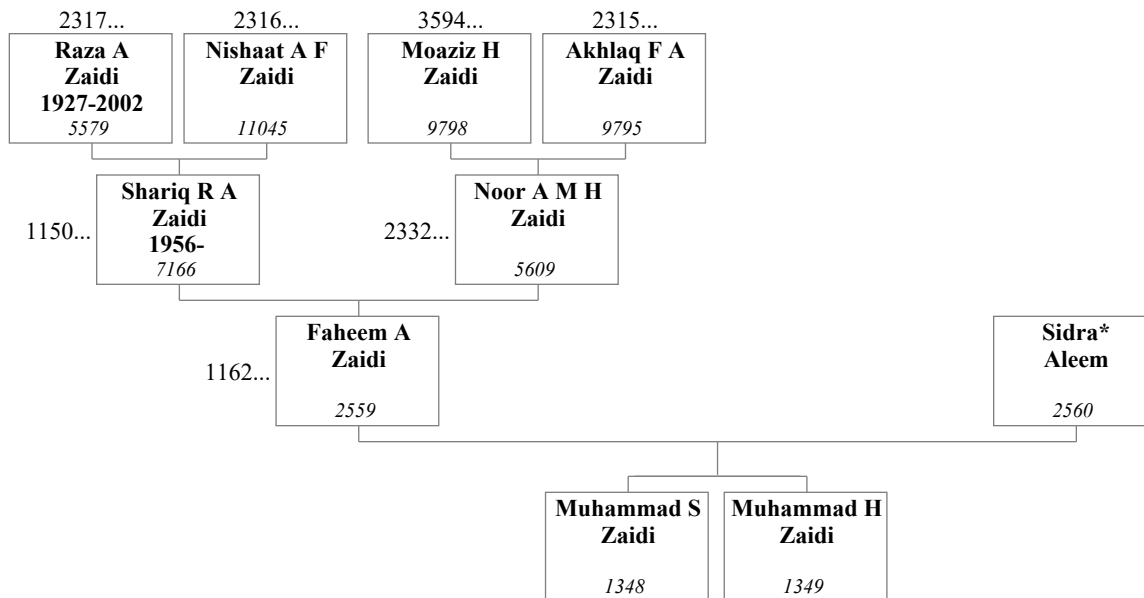 2317...
2316...
3594...
2315...
Raza A
Zaidi
1927-2002
5579
Nishaat A F
Zaidi
11045
Moaziz H
Zaidi
9798
Akhlaq F A
Zaidi
9795
1150...
Shariq R A
Zaidi
1956-
7166
2332...
Noor A M H
Zaidi
5609
1162...
Faheem A
Zaidi
2559
Sidra*
Aleem
2560
Muhammad S
Zaidi
1348
Muhammad H
Zaidi
1349